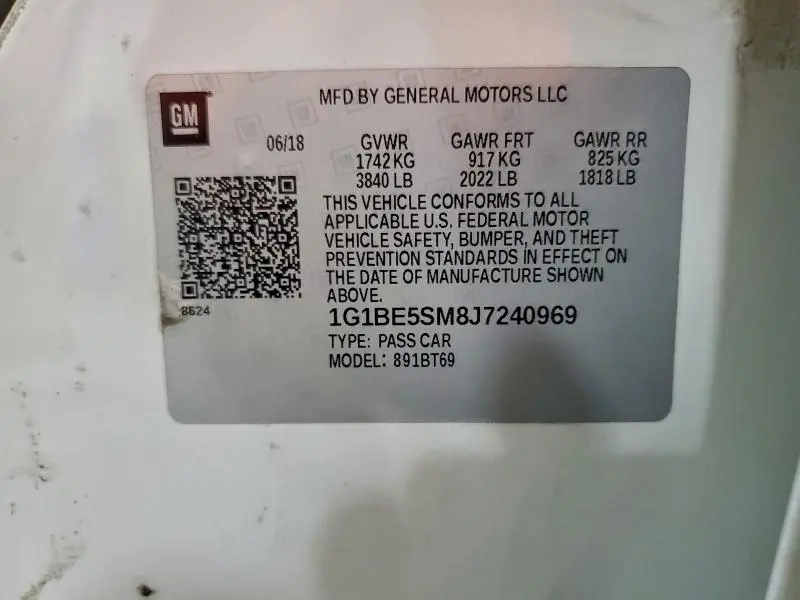 GM
MFD BY GENERAL MOTORS LLC
06/18 GVWR GAWR FRT GAWR RR
1742 KG 917 KG 825 KG
3840 LB 2022 LB 1818 LB
THIS VEHICLE CONFORMS TO ALL
APPLICABLE U.S. FEDERAL MOTOR
VEHICLE SAFETY, BUMPER, AND THEFT
PREVENTION STANDARDS IN EFFECT ON
THE DATE OF MANUFACTURE SHOWN
ABOVE.
8624
1G1BE5SM8J7240969
TYPE: PASS CAR
MODEL: 891BT69